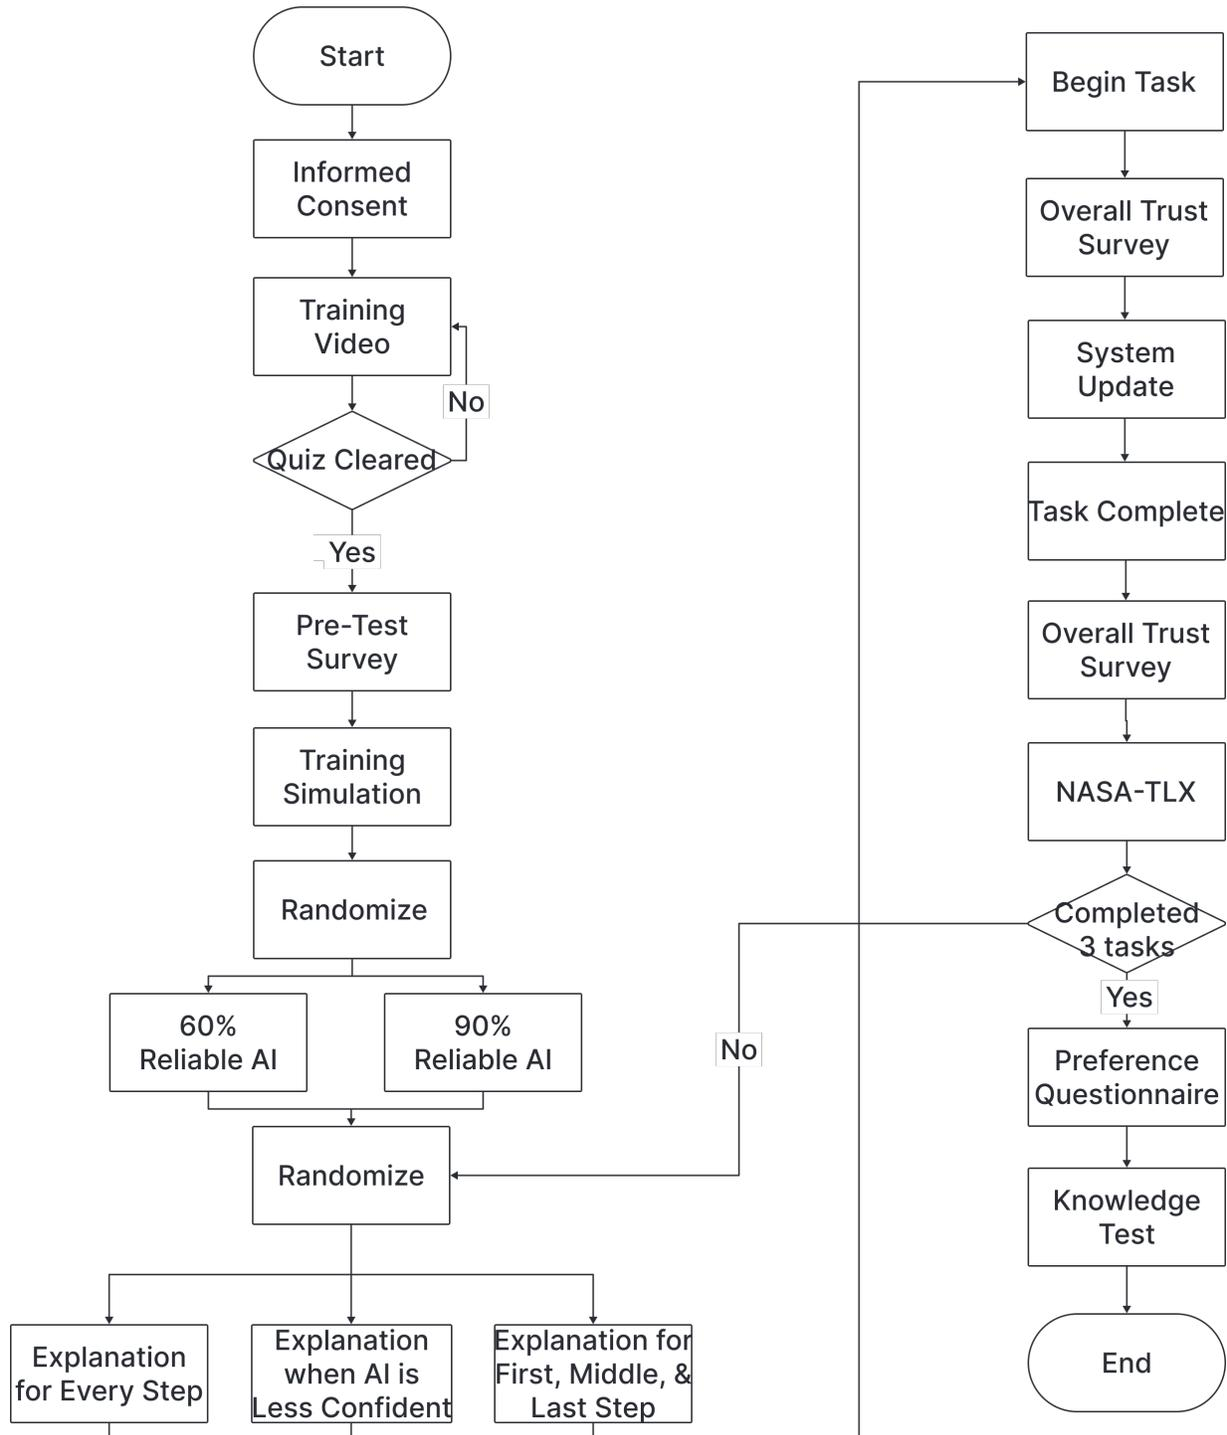 Start
Informed
Consent
Training
Video
No
Quiz Cleared
Yes
Pre-Test
Survey
Training
Simulation
Randomize
60%
Reliable AI
90%
Reliable AI
Randomize
Explanation
for Every Step
Explanation
when AI is
Less Confident
Explanation for
First, Middle, &
Last Step
No
Begin Task
Overall Trust
Survey
System
Update
Task Complete
Overall Trust
Survey
NASA-TLX
Completed
3 tasks
Yes
Preference
Questionnaire
Knowledge
Test
End